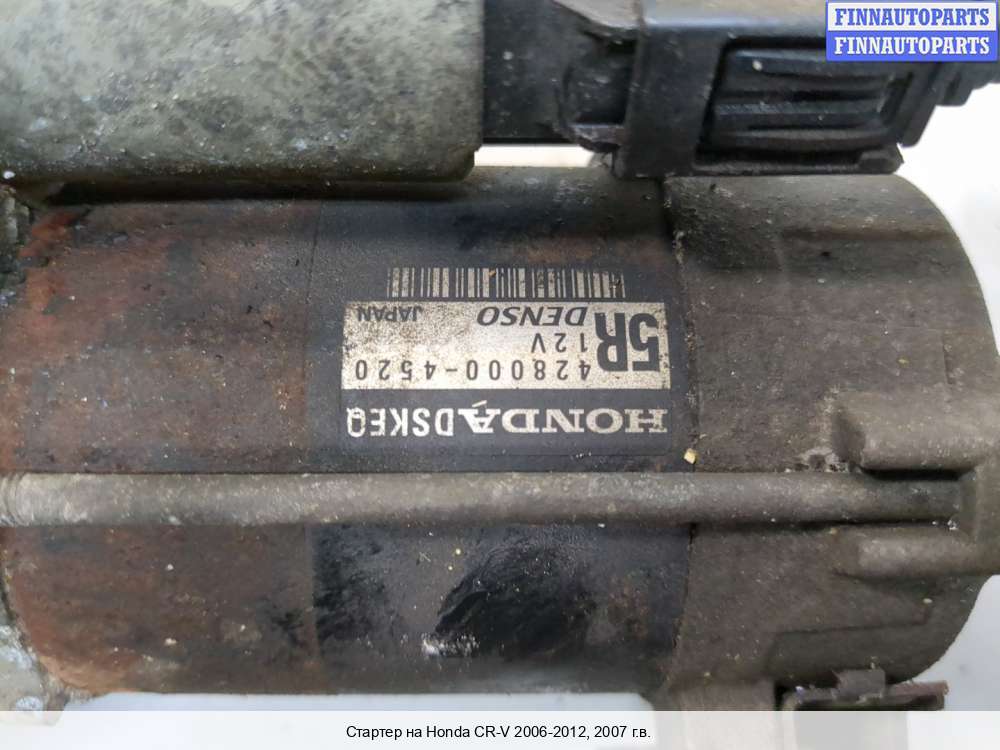 FINNAUTOPARTS
FINNAUTOPARTS
HONDA DSKEQ
428000-4520
5R 12V
DENSO JAPAN
Стартер на Honda CR-V 2006-2012, 2007 г.в.